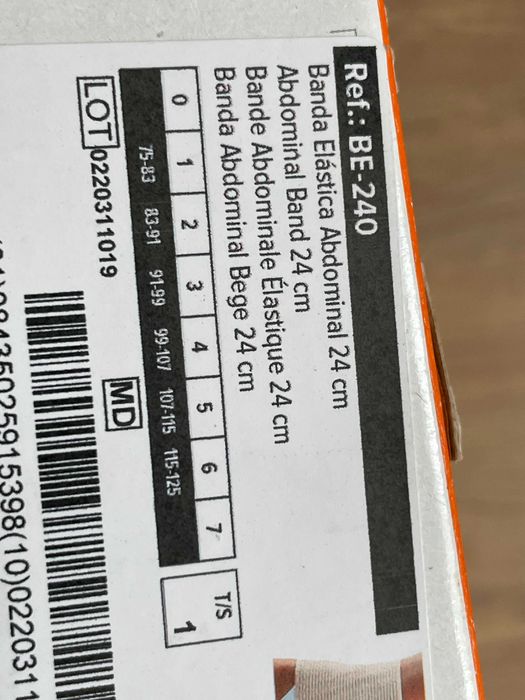 Ref.: BE-240
Banda Elástica Abdominal 24 cm
Abdominal Band 24 cm
Bande Abdominale Élastique 24 cm
Banda Abdominal Bege 24 cm
0 1 2 3 4 5 6 7
75-83 83-91 91-99 99-107 107-115 115-125
T/S
1
LOT 0220311019
MD